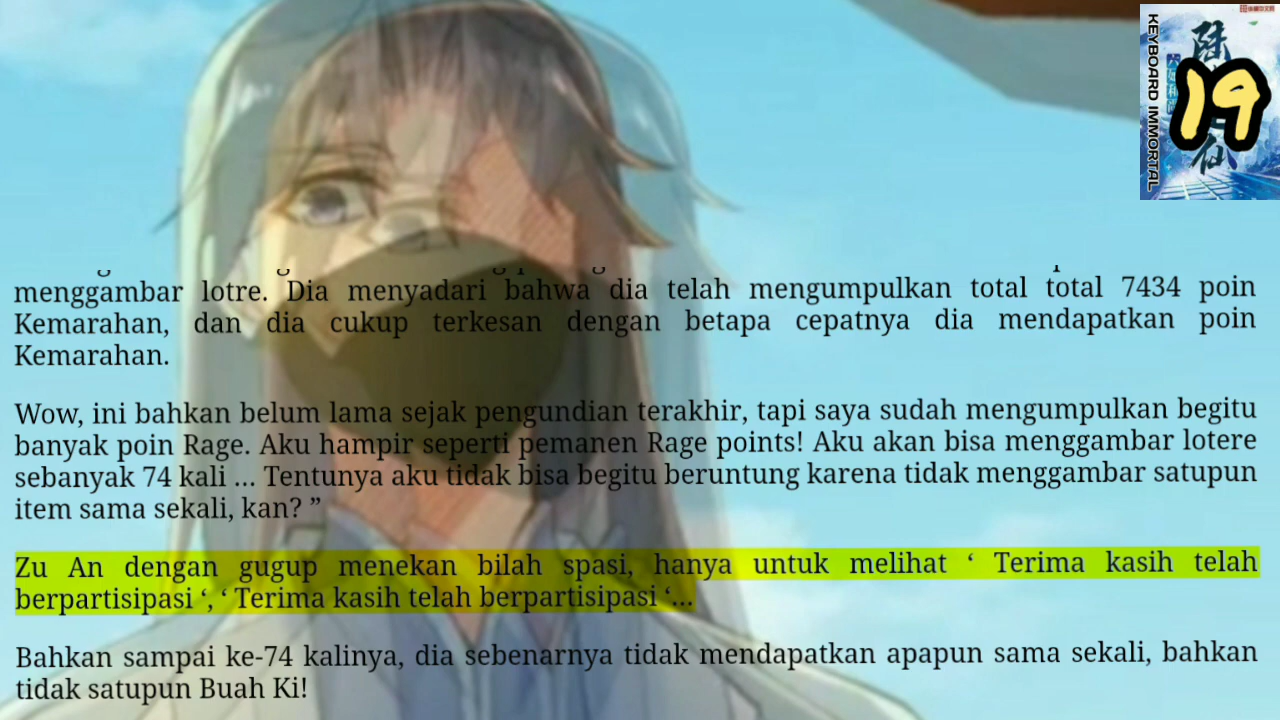 menggambar lotre. Dia menyadari bahwa dia telah mengumpulkan total total 7434 poin
Kemarahan, dan dia cukup terkesan dengan betapa cepatnya dia mendapatkan poin
Kemarahan.
Wow, ini bahkan belum lama sejak pengundian terakhir, tapi saya sudah mengumpulkan begitu
banyak poin Rage. Aku hampir seperti pemanen Rage points! Aku akan bisa menggambar lotere
sebanyak 74 kali ... Tentunya aku tidak bisa begitu beruntung karena tidak menggambar satupun
item sama sekali, kan? ”
Zu An dengan gugup menekan bilah spasi, hanya untuk melihat ‘ Terima kasih telah
berpartisipasi ‘, ‘ Terima kasih telah berpartisipasi ‘...
Bahkan sampai ke-74 kalinya, dia sebenarnya tidak mendapatkan apapun sama sekali, bahkan
tidak satupun Buah Ki!
KEYBOARD IMMORTAL
19